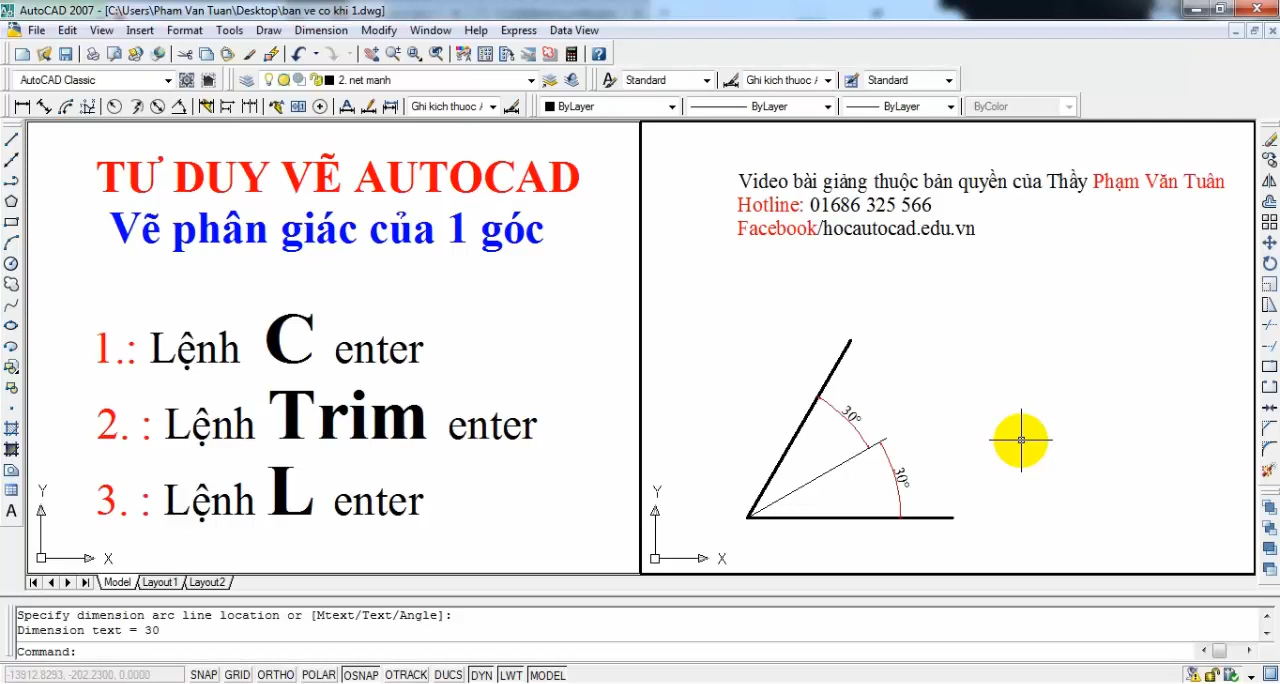 AutoCAD 2007 - [C:\Users\Pham Van Tuan\Desktop\ban ve co khi 1.dwg]
File Edit View Insert Format Tools Draw Dimension Modify Window Help Express Data View
AutoCAD Classic 2. net manh Standard Ghi kich thuoc Standard
Ghi kich thuoc ByLayer ByLayer ByLayer ByColor
TƯ DUY VẼ AUTOCAD
Vẽ phân giác của 1 góc
1.: Lệnh C enter
2. : Lệnh Trim enter
3. : Lệnh L enter
Y
X
Video bài giảng thuộc bản quyền của Thầy Phạm Văn Tuân
Hotline: 01686 325 566
Facebook/hocautocad.edu.vn
30°
30°
Y
X
A
Model Layout1 Layout2
Specify dimension arc line location or [Mtext/Text/Angle]:
Dimension text = 30
Command:
-13912.8293, -202.2300, 0.0000 SNAP GRID ORTHO POLAR OSNAP OTRACK DUCS DYN LWT MODEL